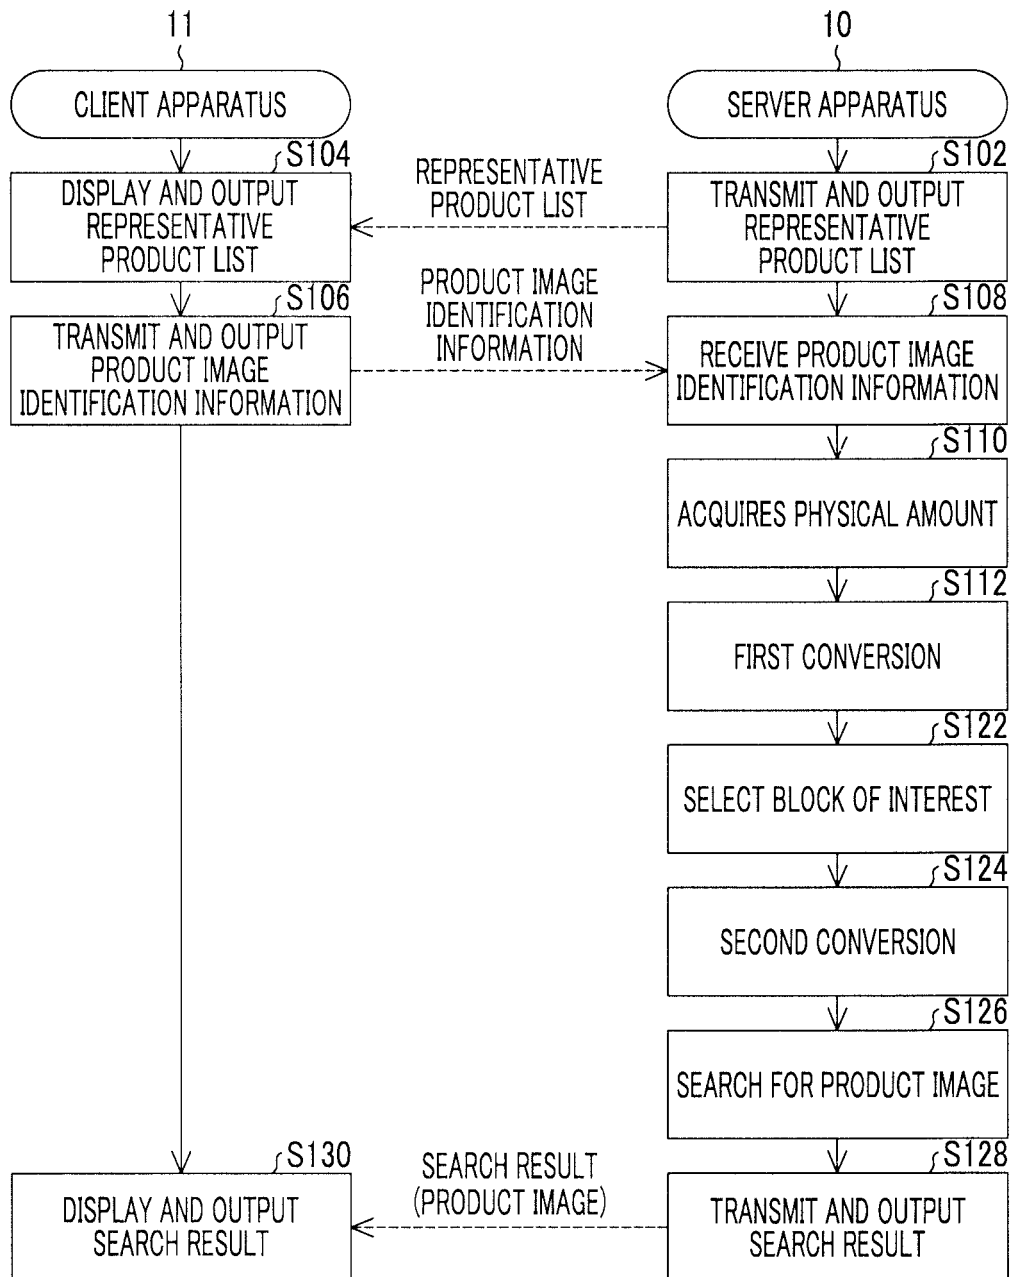 11
10
CLIENT APPARATUS
SERVER APPARATUS
S104
S102
DISPLAY AND OUTPUT
REPRESENTATIVE
PRODUCT LIST
REPRESENTATIVE
PRODUCT LIST
TRANSMIT AND OUTPUT
REPRESENTATIVE
PRODUCT LIST
S106
S108
TRANSMIT AND OUTPUT
PRODUCT IMAGE
IDENTIFICATION INFORMATION
PRODUCT IMAGE
IDENTIFICATION
INFORMATION
RECEIVE PRODUCT IMAGE
IDENTIFICATION INFORMATION
S110
ACQUIRES PHYSICAL AMOUNT
S112
FIRST CONVERSION
S122
SELECT BLOCK OF INTEREST
S124
SECOND CONVERSION
S126
SEARCH FOR PRODUCT IMAGE
S130
S128
DISPLAY AND OUTPUT
SEARCH RESULT
SEARCH RESULT
(PRODUCT IMAGE)
TRANSMIT AND OUTPUT
SEARCH RESULT